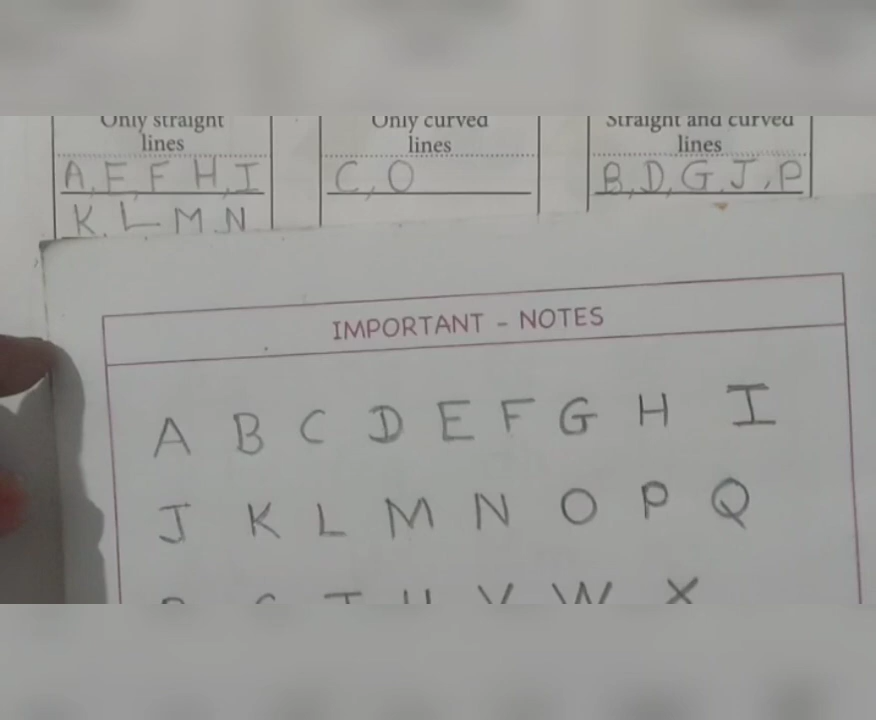 Only straight
lines
A, E, F H, I
K, L, M N
Only curved
lines
C, O
Straight and curved
lines
B, D, G, J, P
IMPORTANT - NOTES
A B C D E F G H I
J K L M N O P Q
T U V W X